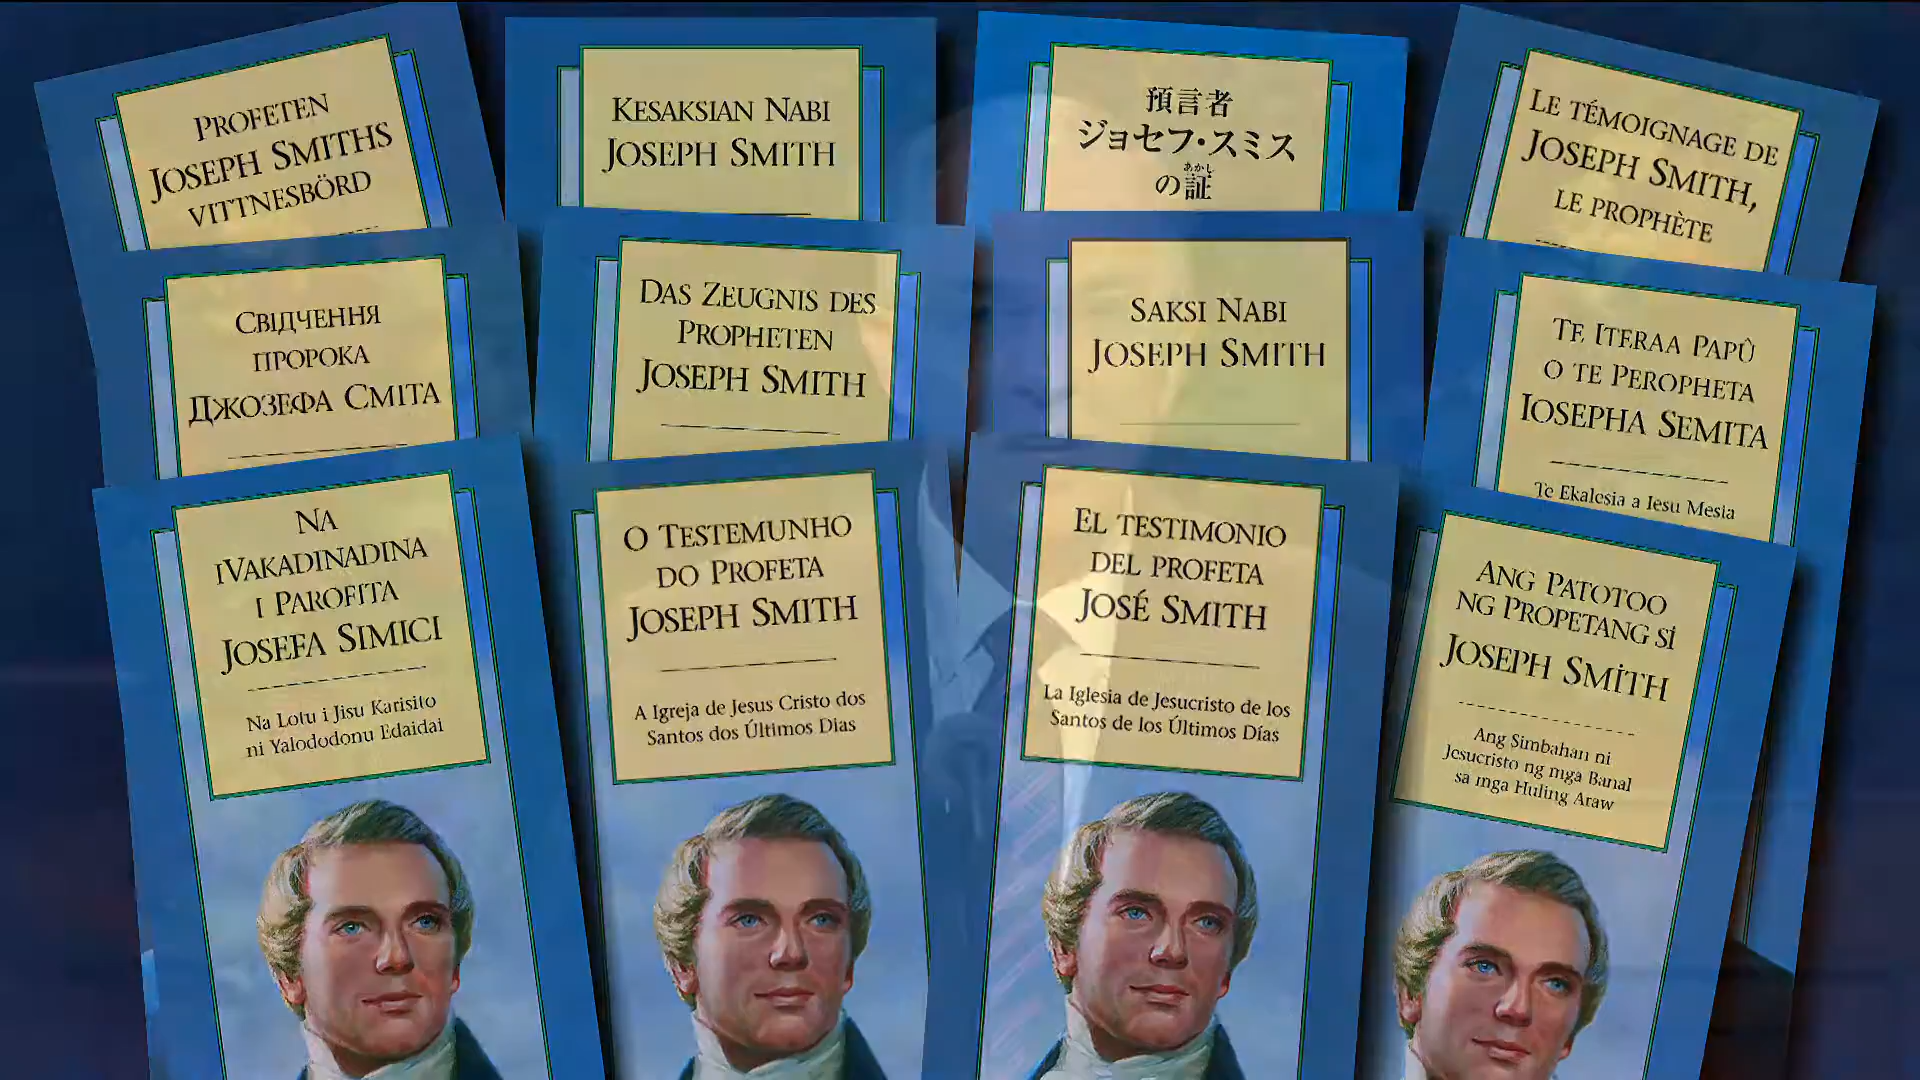 PROFETEN
JOSEPH SMITHS
VITTNESBÖRD
KESAKSIAN NABI
JOSEPH SMITH
預言者
ジョセフ・スミス
あかし
の証
LE TÉMOIGNAGE DE
JOSEPH SMITH,
LE PROPHÈTE
СВІДЧЕННЯ
ПРОРОКА
ДЖОЗЕФА СМІТА
DAS ZEUGNIS DES
PROPHETEN
JOSEPH SMITH
SAKSI NABI
JOSEPH SMITH
TE ITERAA PAPÛ
O TE PEROPHETA
IOSEPHA SEMITA
Te Ekalesia a Iesu Mesia
NA
IVAKADINADINA
I PAROFITA
JOSEFA SIMICI
Na Lotu i Jisu Karisito
ni Yalododonu Edaidai
O TESTEMUNHO
DO PROFETA
JOSEPH SMITH
A Igreja de Jesus Cristo dos
Santos dos Últimos Dias
EL TESTIMONIO
DEL PROFETA
JOSÉ SMITH
La Iglesia de Jesucristo de los
Santos de los Últimos Días
ANG PATOTOO
NG PROPETANG SI
JOSEPH SMITH
Ang Simbahan ni
Jesucristo ng mga Banal
sa mga Huling Araw